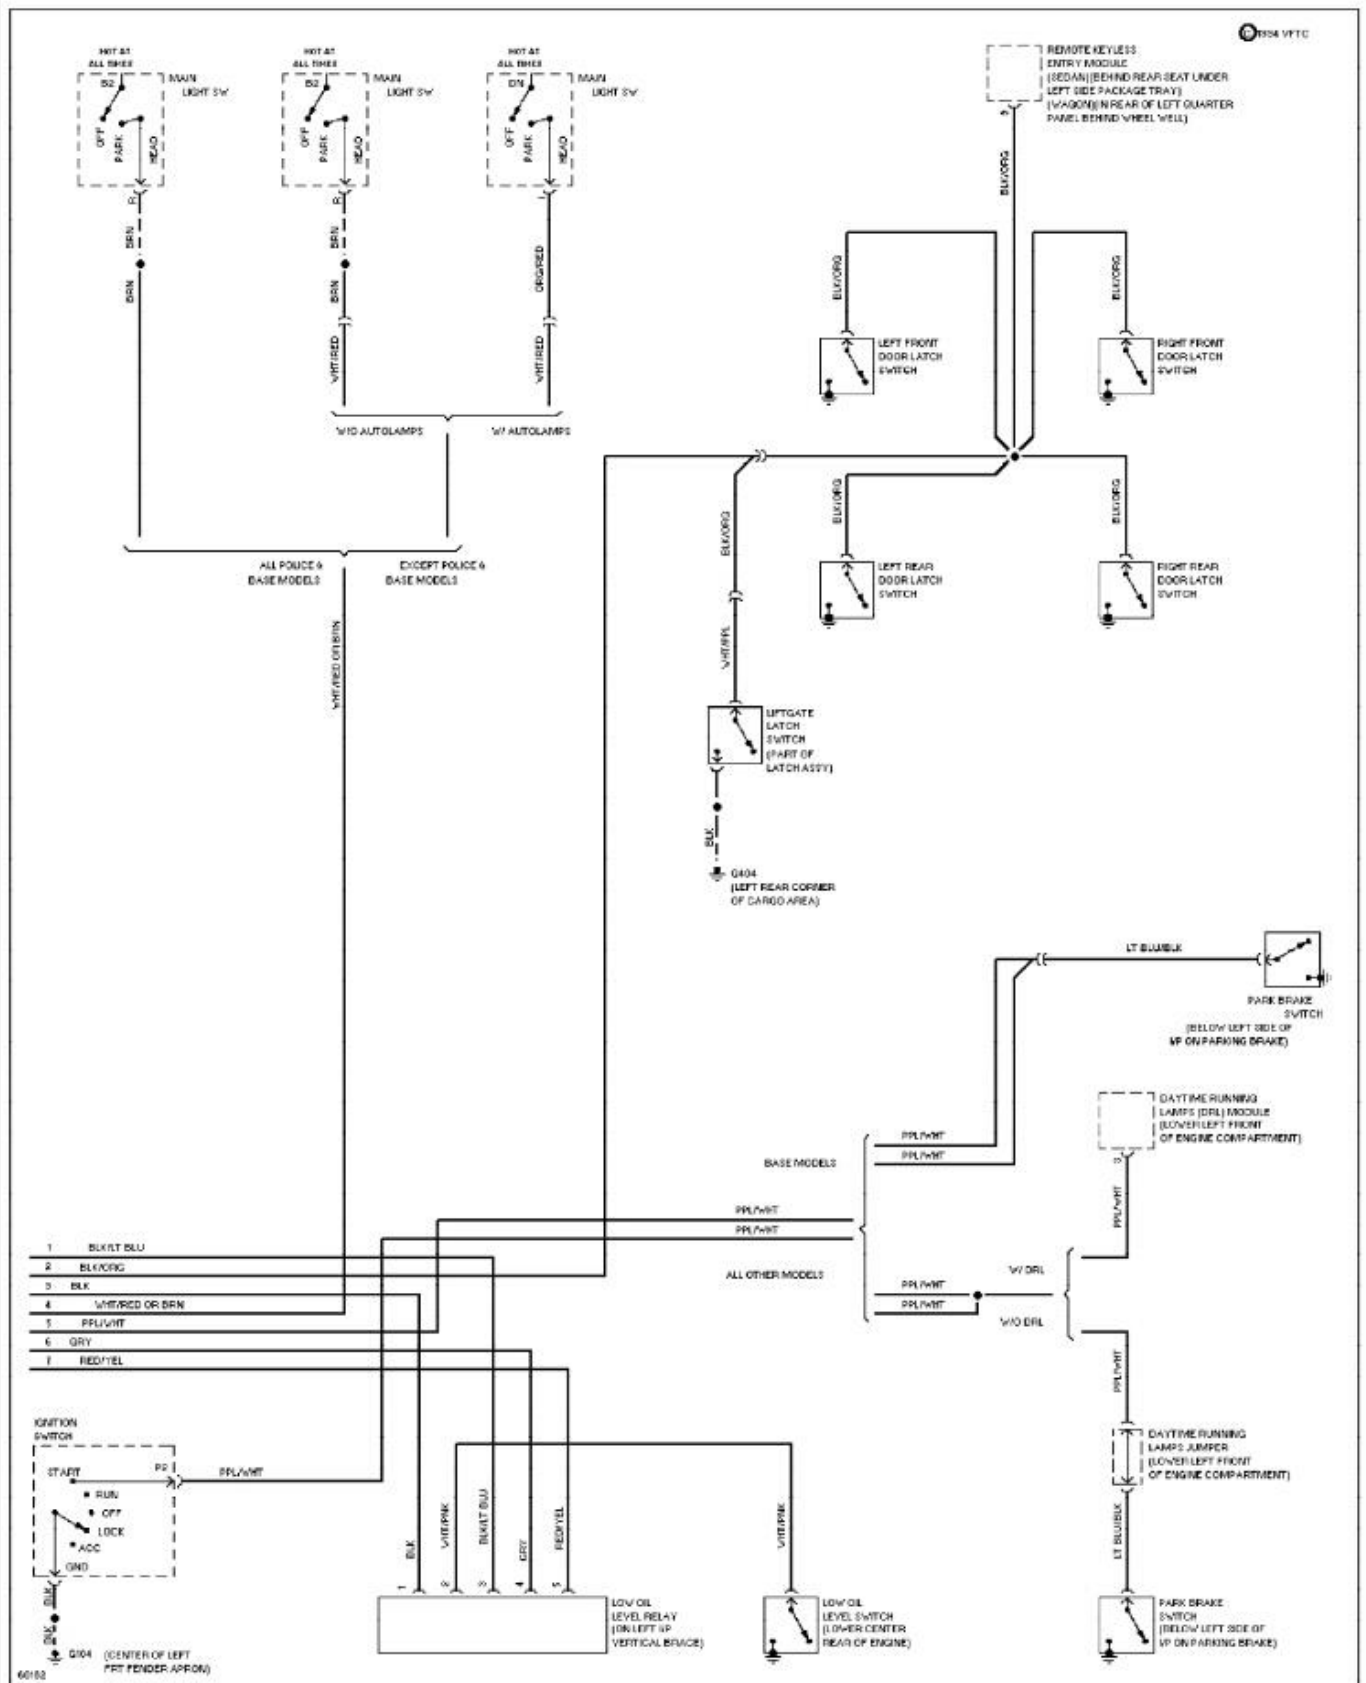 1994 VFTC
HOT AT
ALL TIMES
B2
MAIN
LIGHT SW
OFF
PARK
HEAD
R
BRN
BRN
HOT AT
ALL TIMES
B2
MAIN
LIGHT SW
OFF
PARK
HEAD
R
BRN
BRN
WHT/RED
HOT AT
ALL TIMES
DN
MAIN
LIGHT SW
OFF
PARK
HEAD
I
ORG/RED
WHT/RED
W/O AUTOLAMPS
W/ AUTOLAMPS
ALL POLICE &
BASE MODELS
EXCEPT POLICE &
BASE MODELS
WHT/RED OR BRN
REMOTE KEYLESS
ENTRY MODULE
(SEDAN)(BEHIND REAR SEAT UNDER
LEFT SIDE PACKAGE TRAY)
(WAGON)(IN REAR OF LEFT QUARTER
PANEL BEHIND WHEEL WELL)
BLK/ORG
BLK/ORG
LEFT FRONT
DOOR LATCH
SWITCH
BLK/ORG
RIGHT FRONT
DOOR LATCH
SWITCH
BLK/ORG
LEFT REAR
DOOR LATCH
SWITCH
BLK/ORG
RIGHT REAR
DOOR LATCH
SWITCH
BLK/ORG
WHT/PPL
LIFTGATE
LATCH
SWITCH
(PART OF
LATCH ASSY)
BLK
G404
(LEFT REAR CORNER
OF CARGO AREA)
LT BLU/BLK
PARK BRAKE
SWITCH
(BELOW LEFT SIDE OF
I/P ON PARKING BRAKE)
DAYTIME RUNNING
LAMPS (DRL) MODULE
(LOWER LEFT FRONT
OF ENGINE COMPARTMENT)
PPL/WHT
PPL/WHT
BASE MODELS
PPL/WHT
PPL/WHT
PPL/WHT
ALL OTHER MODELS
PPL/WHT
PPL/WHT
W/ DRL
W/O DRL
PPL/WHT
DAYTIME RUNNING
LAMPS JUMPER
(LOWER LEFT FRONT
OF ENGINE COMPARTMENT)
LT BLU/BLK
PARK BRAKE
SWITCH
(BELOW LEFT SIDE OF
I/P ON PARKING BRAKE)
1 BLK/LT BLU
2 BLK/ORG
3 BLK
4 WHT/RED OR BRN
5 PPL/WHT
6 GRY
7 RED/YEL
IGNITION
SWITCH
START
P2
PPL/WHT
RUN
OFF
LOCK
ACC
GND
BLK
BLK
G104 (CENTER OF LEFT
FRT FENDER APRON)
66182
BLK
WHT/PNK
BLK/LT BLU
GRY
RED/YEL
1 2 3 4 5
LOW OIL
LEVEL RELAY
(ON LEFT I/P
VERTICAL BRACE)
WHT/PNK
LOW OIL
LEVEL SWITCH
(LOWER CENTER
REAR OF ENGINE)